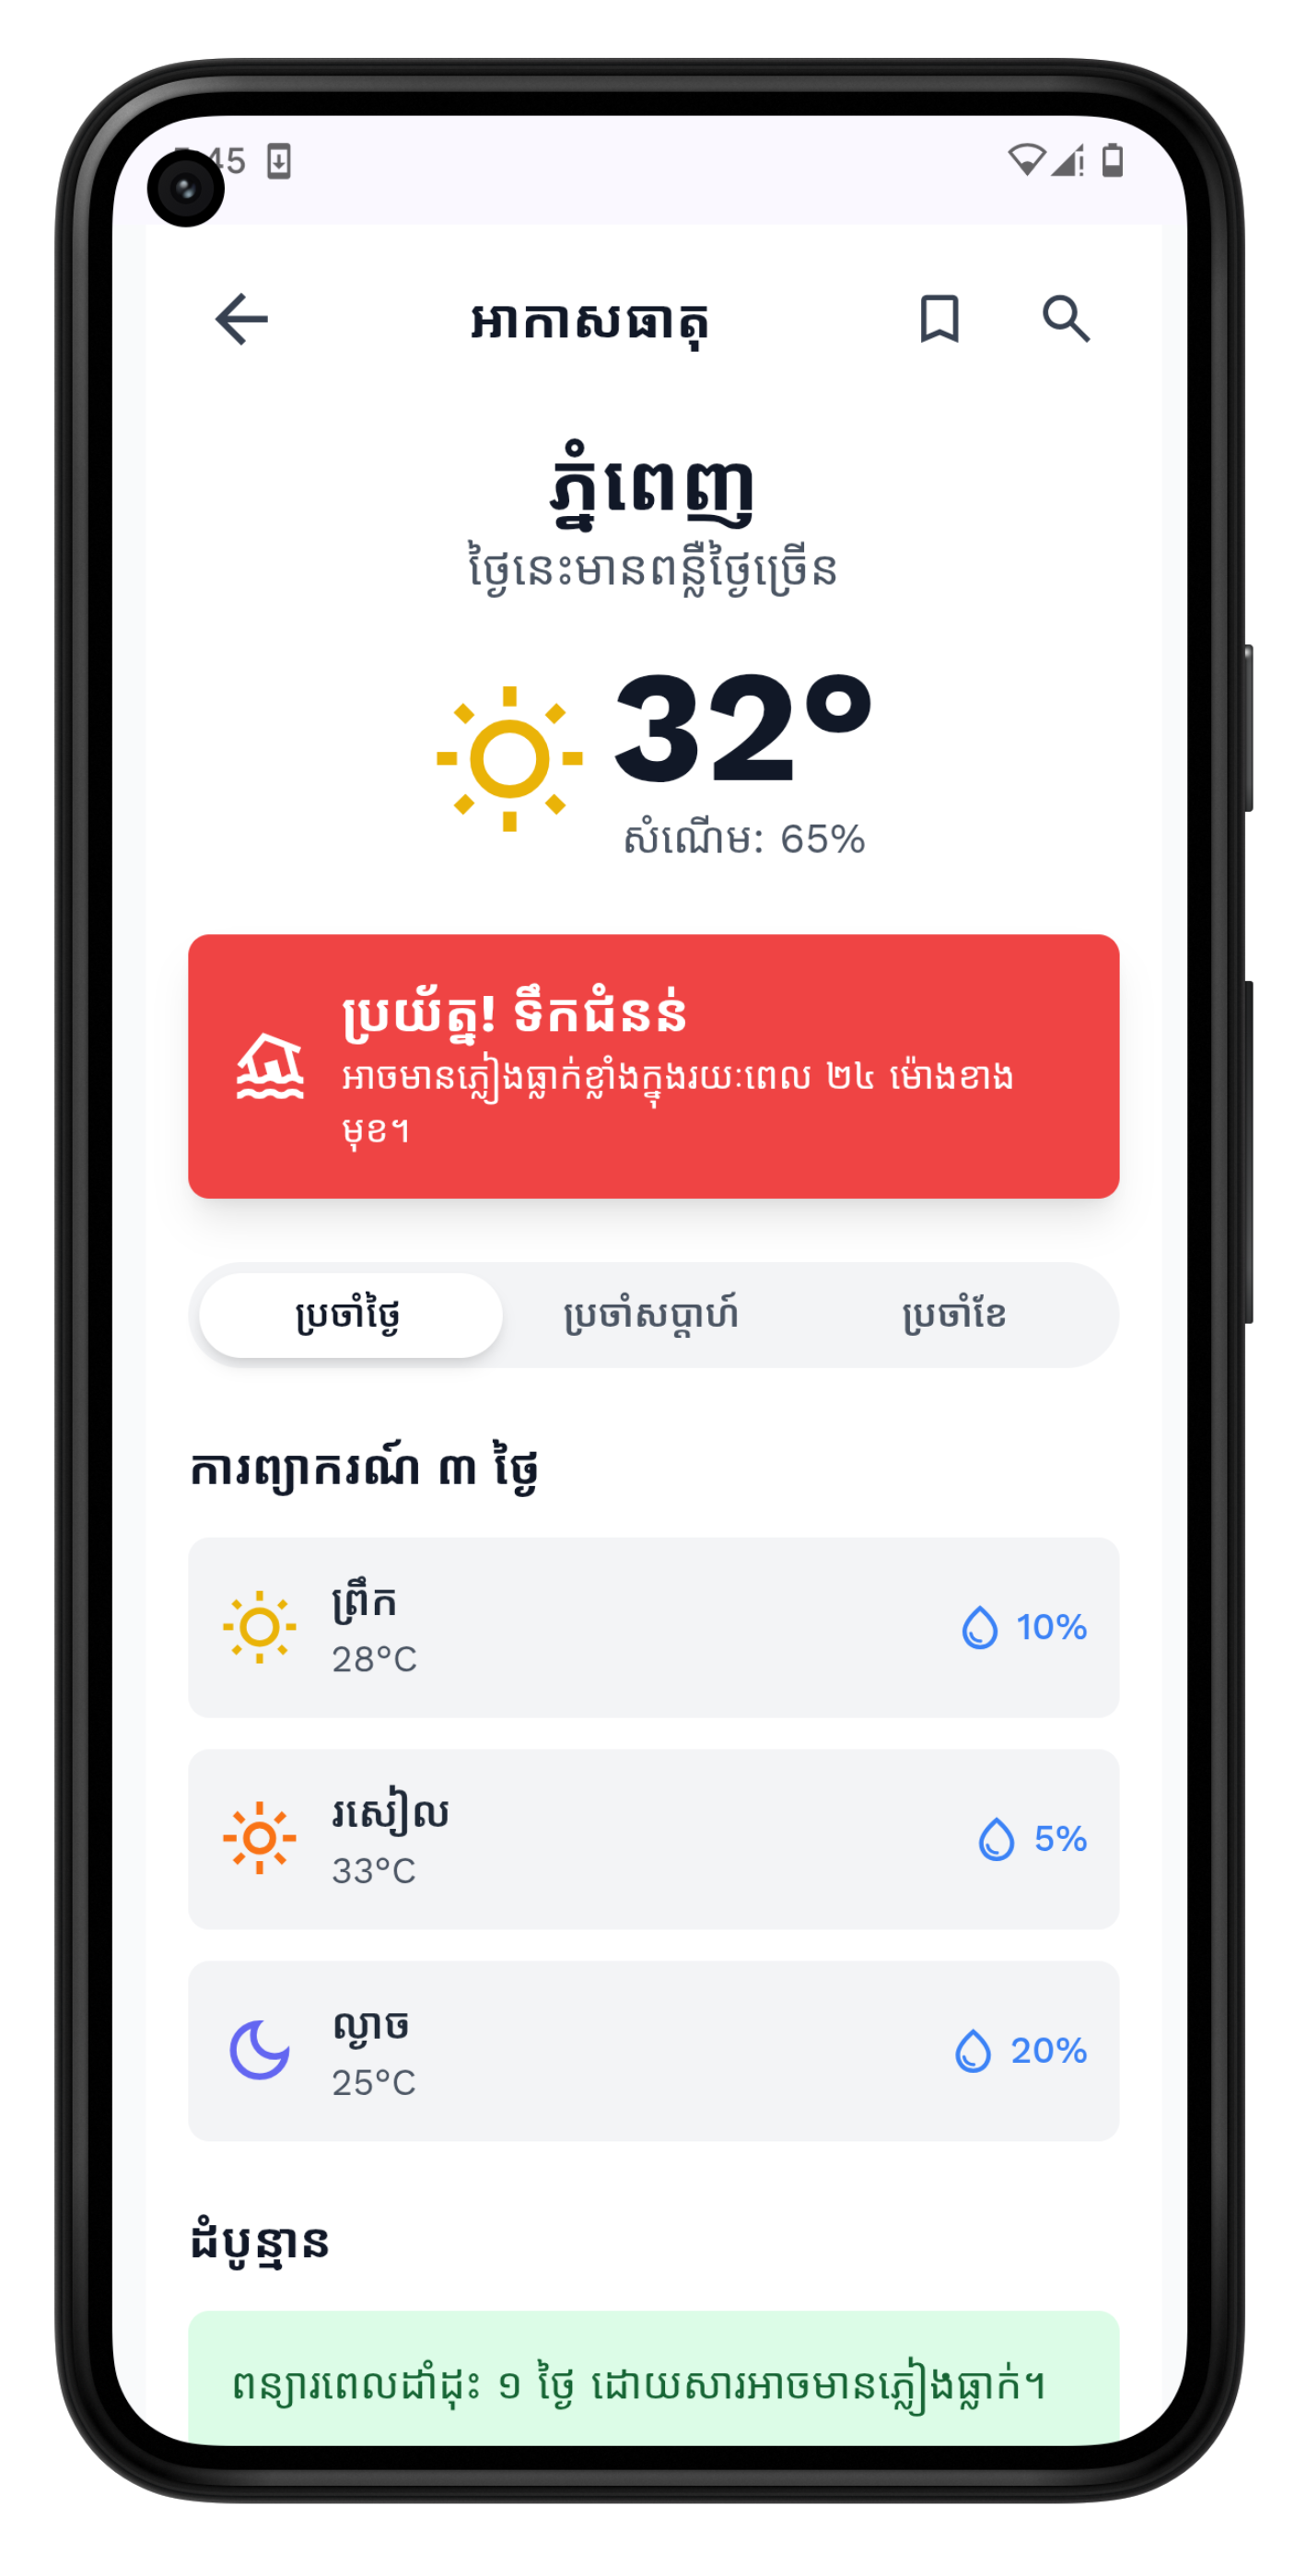 45
អាកាសធាតុ
ភ្នំពេញ
ថ្ងៃនេះមានពន្លឺថ្ងៃច្រើន
32°
សំណើម: 65%
ប្រយ័ត្ន! ទឹកជំនន់
អាចមានភ្លៀងធ្លាក់ខ្លាំងក្នុងរយៈពេល ២៤ ម៉ោងខាង
មុខ។
ប្រចាំថ្ងៃ
ប្រចាំសប្តាហ៍
ប្រចាំខែ
ការព្យាករណ៍ ៣ ថ្ងៃ
ព្រឹក
28°C
10%
រសៀល
33°C
5%
ល្ងាច
25°C
20%
ដំបូន្មាន
ពន្យារពេលដាំដុះ ១ ថ្ងៃ ដោយសារអាចមានភ្លៀងធ្លាក់។